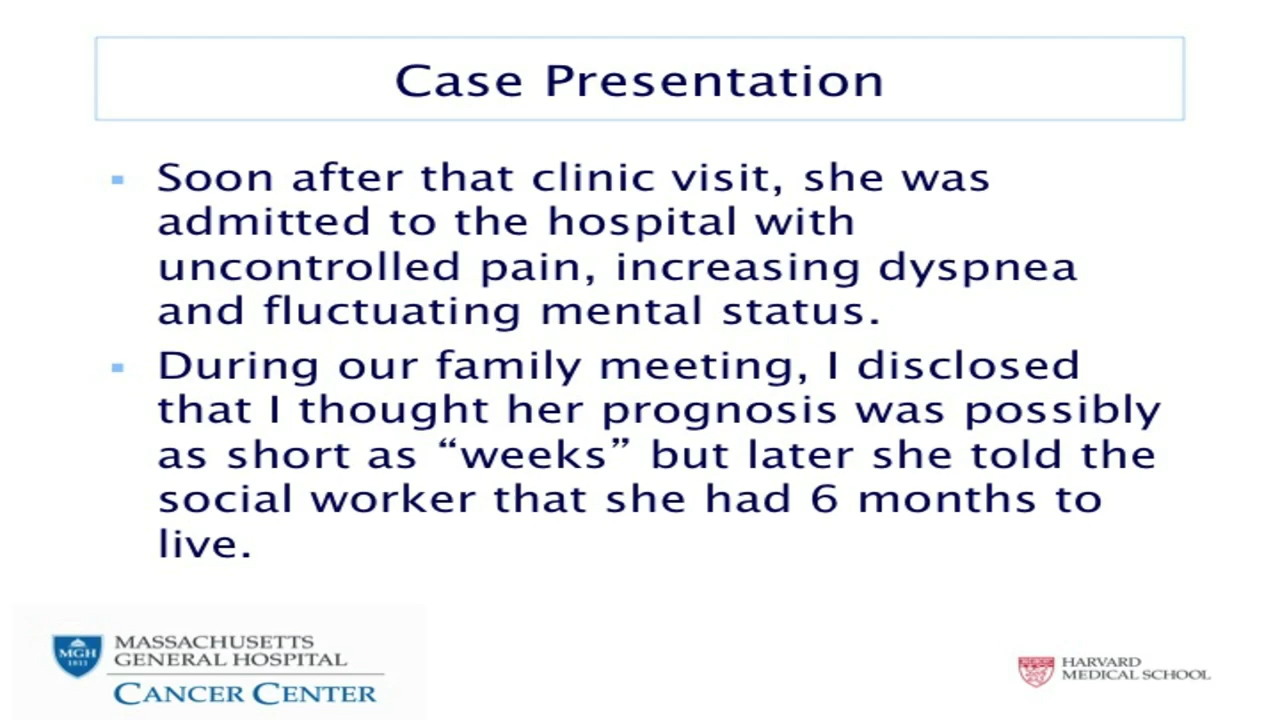 Case Presentation
Soon after that clinic visit, she was
admitted to the hospital with
uncontrolled pain, increasing dyspnea
and fluctuating mental status.
During our family meeting, I disclosed
that I thought her prognosis was possibly
as short as “weeks” but later she told the
social worker that she had 6 months to
live.
MGH
1811
MASSACHUSETTS
GENERAL HOSPITAL
CANCER CENTER
HARVARD
MEDICAL SCHOOL